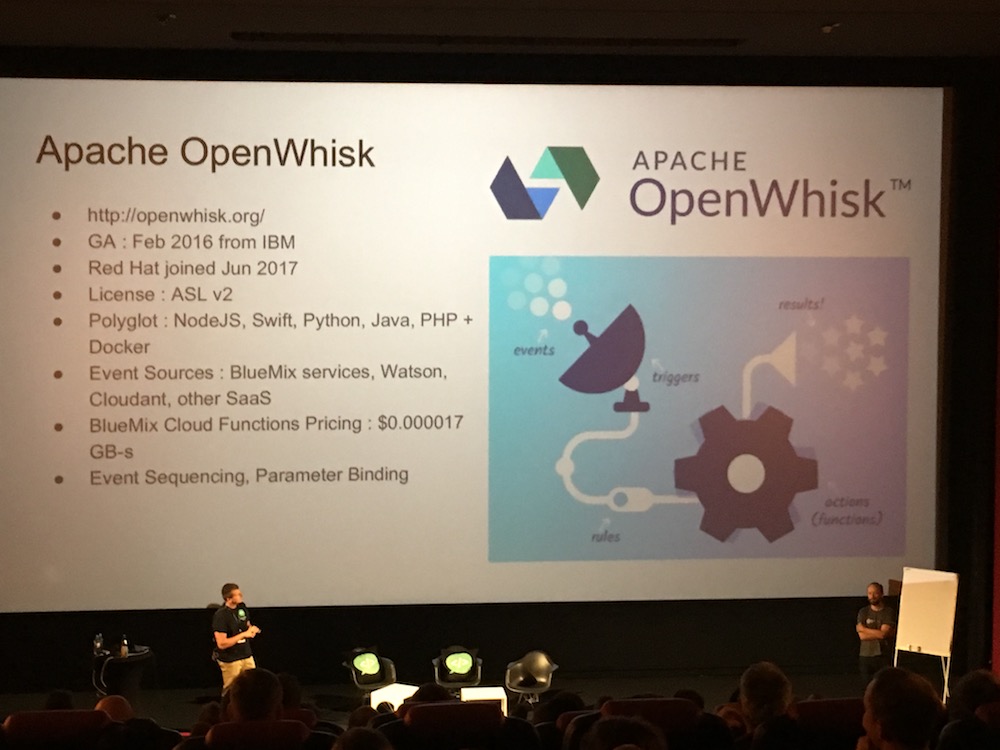 Apache OpenWhisk
● http://openwhisk.org/
● GA : Feb 2016 from IBM
● Red Hat joined Jun 2017
● License : ASL v2
● Polyglot : NodeJS, Swift, Python, Java, PHP +
Docker
● Event Sources : BlueMix services, Watson,
Cloudant, other SaaS
● BlueMix Cloud Functions Pricing : $0.000017
GB-s
● Event Sequencing, Parameter Binding
APACHE
OpenWhisk™
events
triggers
results!
rules
actions
(functions)